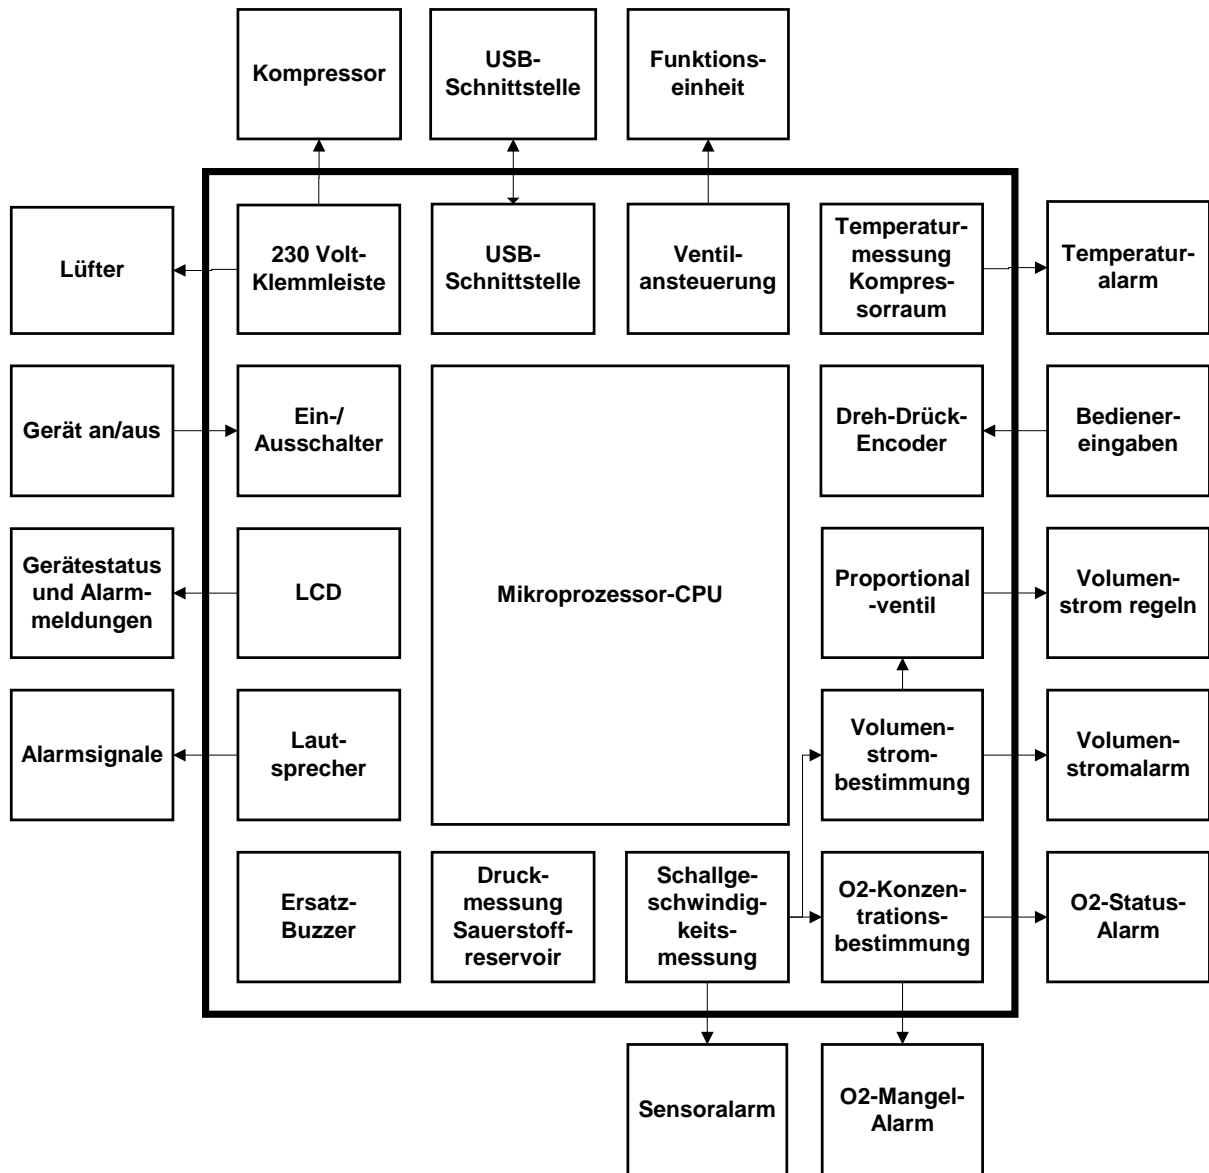 Kompressor
USB-
Schnittstelle
Funktions-
einheit
Lüfter
230 Volt-
Klemmleiste
USB-
Schnittstelle
Ventil-
ansteuerung
Temperatur-
messung
Kompres-
sorraum
Temperatur-
alarm
Gerät an/aus
Ein-/
Ausschalter
Mikroprozessor-CPU
Dreh-Drück-
Encoder
Bediener-
eingaben
Gerätestatus
und Alarm-
meldungen
LCD
Proportional
-ventil
Volumen-
strom regeln
Alarmsignale
Laut-
sprecher
Volumen-
strom-
bestimmung
Volumen-
stromalarm
Ersatz-
Buzzer
Druck-
messung
Sauerstoff-
reservoir
Schallge-
schwindig-
keits-
messung
O2-Konzen-
trations-
bestimmung
O2-Status-
Alarm
Sensoralarm
O2-Mangel-
Alarm